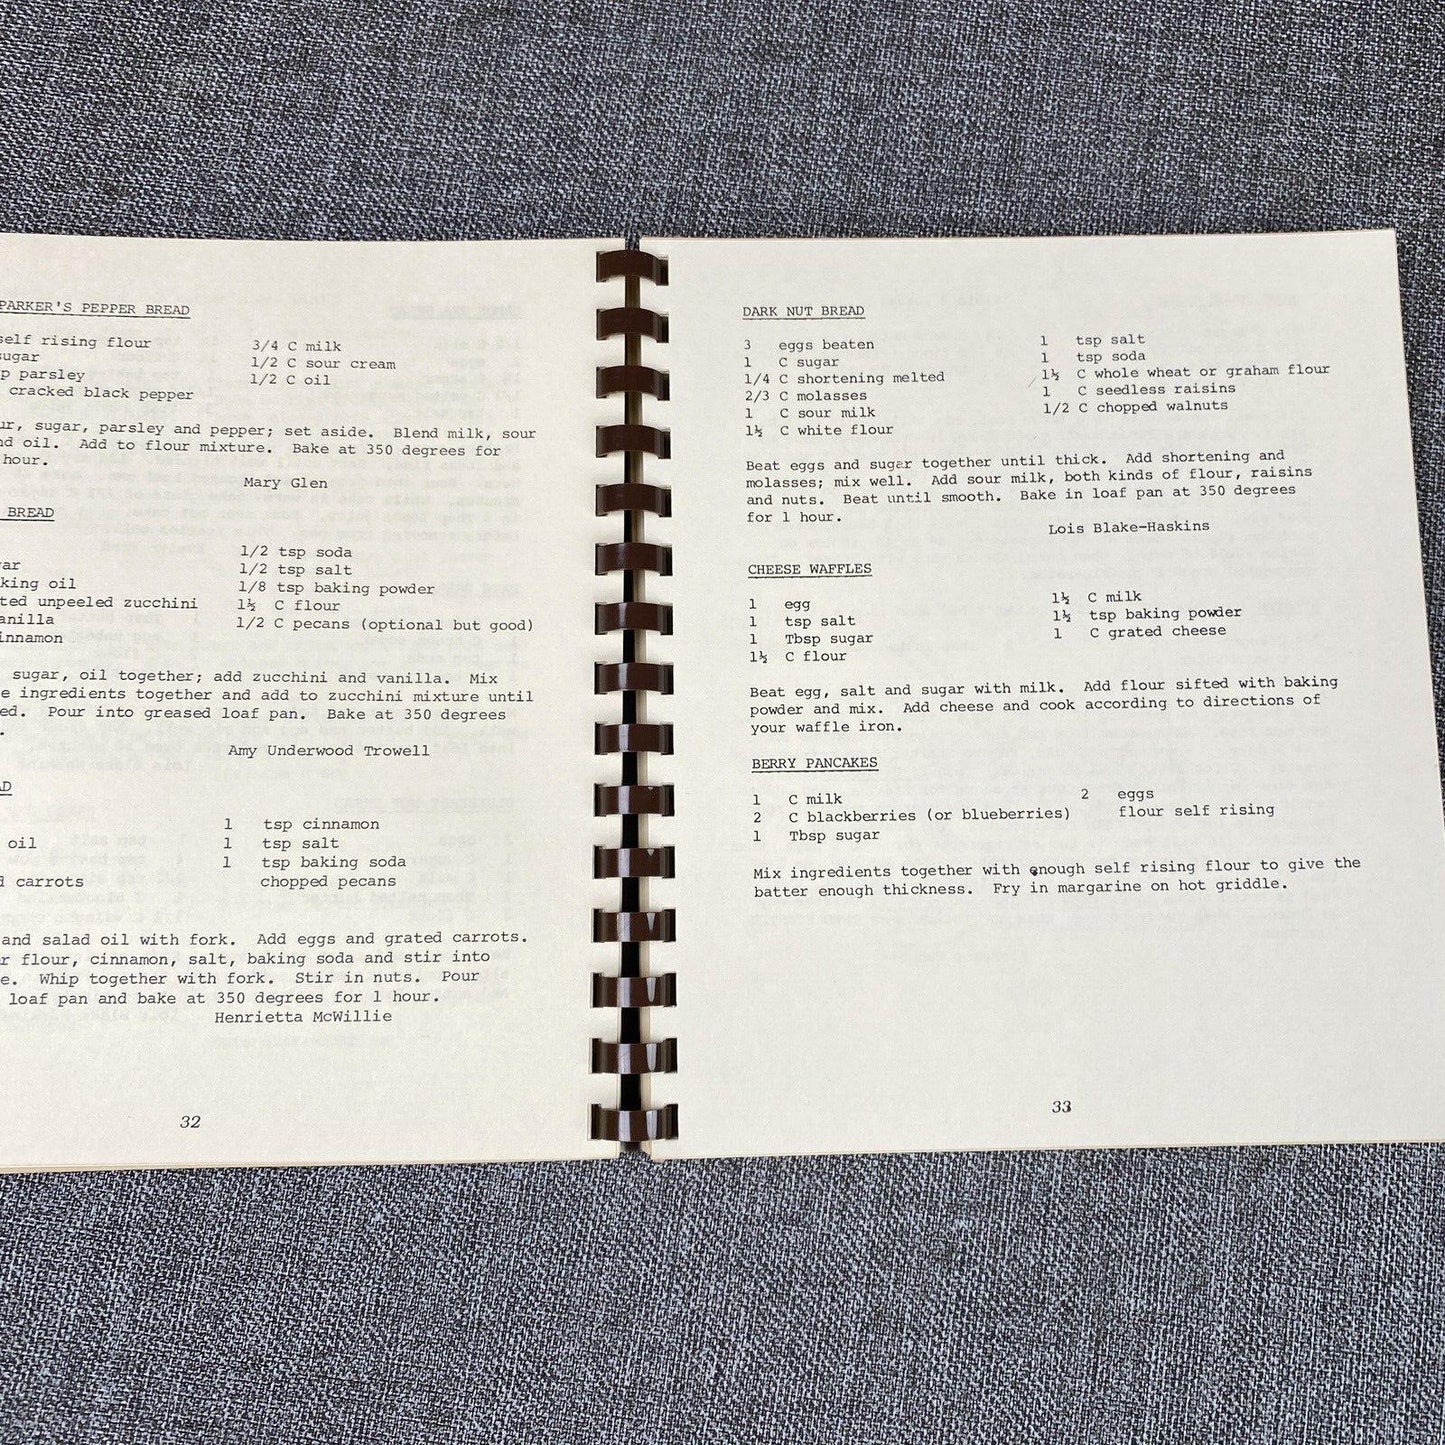 PARKER'S PEPPER BREAD
self rising flour 3/4 C milk
sugar 1/2 C sour cream
parsley 1/2 C oil
cracked black pepper
sugar, parsley and pepper; set aside. Blend milk, sour
oil. Add to flour mixture. Bake at 350 degrees for
hour.
Mary Glen
BREAD
1/2 tsp soda
1/2 tsp salt
oil 1/8 tsp baking powder
unpeeled zucchini 1½ C flour
1/2 C pecans (optional but good)
sugar, oil together; add zucchini and vanilla. Mix
ingredients together and add to zucchini mixture until
Pour into greased loaf pan. Bake at 350 degrees
Amy Underwood Trowell
1 tsp cinnamon
oil 1 tsp salt
1 tsp baking soda
carrots chopped pecans
and salad oil with fork. Add eggs and grated carrots.
flour, cinnamon, salt, baking soda and stir into
Whip together with fork. Stir in nuts. Pour
loaf pan and bake at 350 degrees for 1 hour.
Henrietta McWillie
32
DARK NUT BREAD
3 eggs beaten 1 tsp salt
1 C sugar 1 tsp soda
1/4 C shortening melted 1½ C whole wheat or graham flour
2/3 C molasses 1 C seedless raisins
1 C sour milk 1/2 C chopped walnuts
1½ C white flour
Beat eggs and sugar together until thick. Add shortening and
molasses; mix well. Add sour milk, both kinds of flour, raisins
and nuts. Beat until smooth. Bake in loaf pan at 350 degrees
for 1 hour.
Lois Blake-Haskins
CHEESE WAFFLES
1 egg 1½ C milk
1 tsp salt 1½ tsp baking powder
1 Tbsp sugar 1 C grated cheese
1½ C flour
Beat egg, salt and sugar with milk. Add flour sifted with baking
powder and mix. Add cheese and cook according to directions of
your waffle iron.
BERRY PANCAKES
1 C milk 2 eggs
2 C blackberries (or blueberries) flour self rising
1 Tbsp sugar
Mix ingredients together with enough self rising flour to give the
batter enough thickness. Fry in margarine on hot griddle.
33